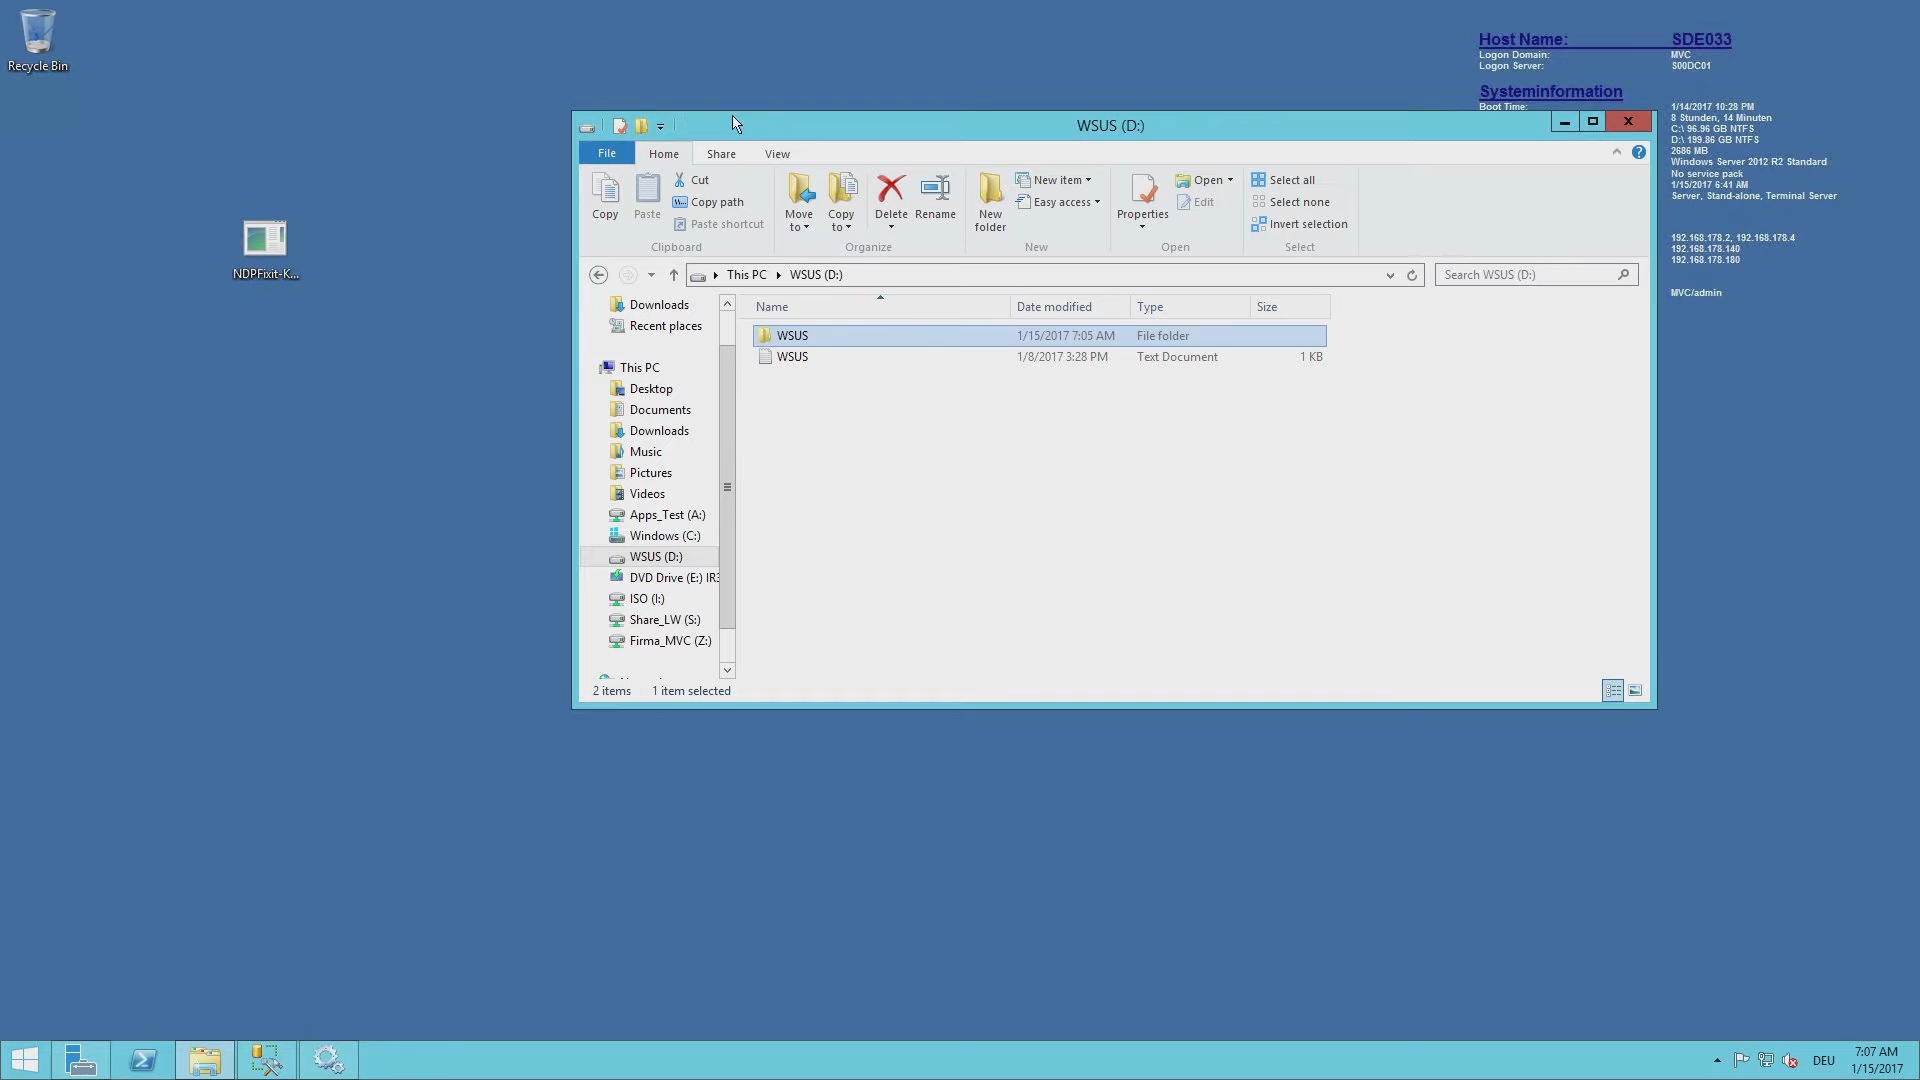 Recycle Bin
NDPFixit-K...
Host Name: SDE033
Logon Domain: MVC
Logon Server: S00DC01
Systeminformation
Boot Time: 1/14/2017 10:28 PM
8 Stunden, 14 Minuten
C:\ 96.96 GB NTFS
D:\ 199.86 GB NTFS
2686 MB
Windows Server 2012 R2 Standard
No service pack
1/15/2017 6:41 AM
Server, Stand-alone, Terminal Server
192.168.178.2, 192.168.178.4
192.168.178.140
192.168.178.180
MVC/admin
WSUS (D:)
File Home Share View
Copy
Paste
Cut
Copy path
Paste shortcut
Clipboard
Move to
Copy to
Delete
Rename
Organize
New folder
New item
Easy access
New
Properties
Open
Edit
Open
Select all
Select none
Invert selection
Select
This PC WSUS (D:)
Search WSUS (D:)
Downloads
Recent places
This PC
Desktop
Documents
Downloads
Music
Pictures
Videos
Apps_Test (A:)
Windows (C:)
WSUS (D:)
DVD Drive (E:) IR3
ISO (I:)
Share_LW (S:)
Firma_MVC (Z:)
Name Date modified Type Size
WSUS 1/15/2017 7:05 AM File folder
WSUS 1/8/2017 3:28 PM Text Document 1 KB
2 items 1 item selected
DEU
7:07 AM
1/15/2017